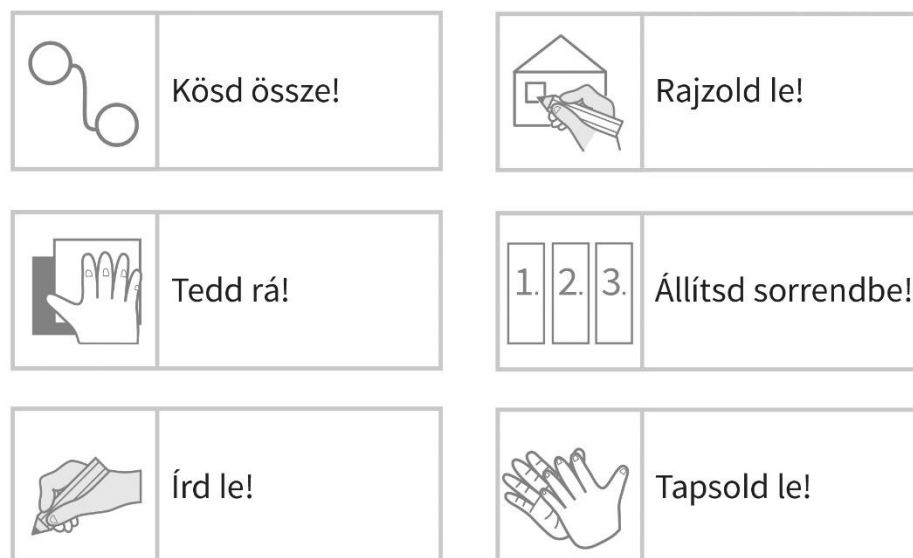 Kösd össze!
Rajzold le!
Tedd rá!
1. 2. 3.
Állítsd sorrendbe!
Írd le!
Tapsold le!